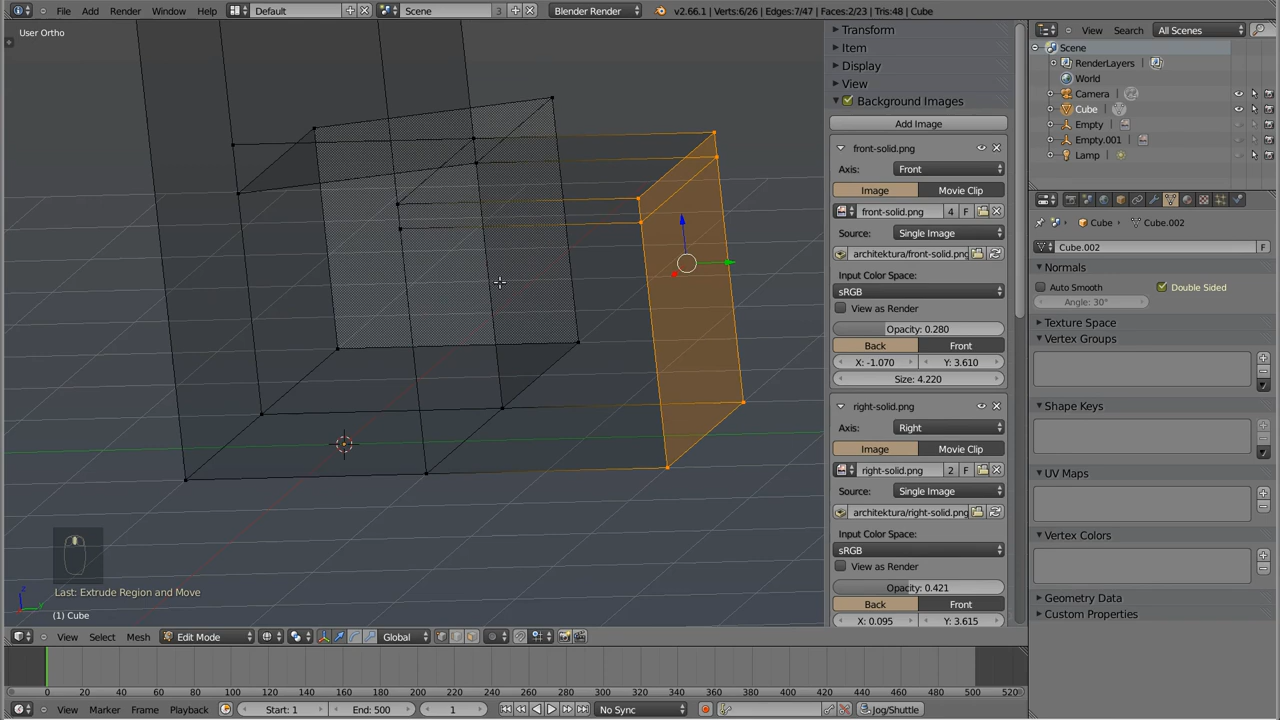 File Add Render Window Help Default Scene 3 Blender Render v2.66.1 | Verts:6/26 | Edges:7/47 | Faces:2/23 | Tris:48 | Cube
User Ortho
Last: Extrude Region and Move
(1) Cube
View Select Mesh Edit Mode Global
Transform
Item
Display
View
Background Images
Add Image
front-solid.png
Axis: Front
Image Movie Clip
front-solid.png 4 F
Source: Single Image
architektura/front-solid.png
Input Color Space:
sRGB
View as Render
Opacity: 0.280
Back Front
X: -1.070 Y: 3.610
Size: 4.220
right-solid.png
Axis: Right
Image Movie Clip
right-solid.png 2 F
Source: Single Image
architektura/right-solid.png
Input Color Space:
sRGB
View as Render
Opacity: 0.421
Back Front
X: 0.095 Y: 3.615
View Search All Scenes
Scene
RenderLayers
World
Camera
Cube
Empty
Empty.001
Lamp
Cube Cube.002
Cube.002 F
Normals
Auto Smooth Double Sided
Angle: 30°
Texture Space
Vertex Groups
Shape Keys
UV Maps
Vertex Colors
Geometry Data
Custom Properties
0 20 40 60 80 100 120 140 160 180 200 220 240 260 280 300 320 340 360 380 400 420 440 460 480 500 520
View Marker Frame Playback Start: 1 End: 500 1 No Sync Jog/Shuttle